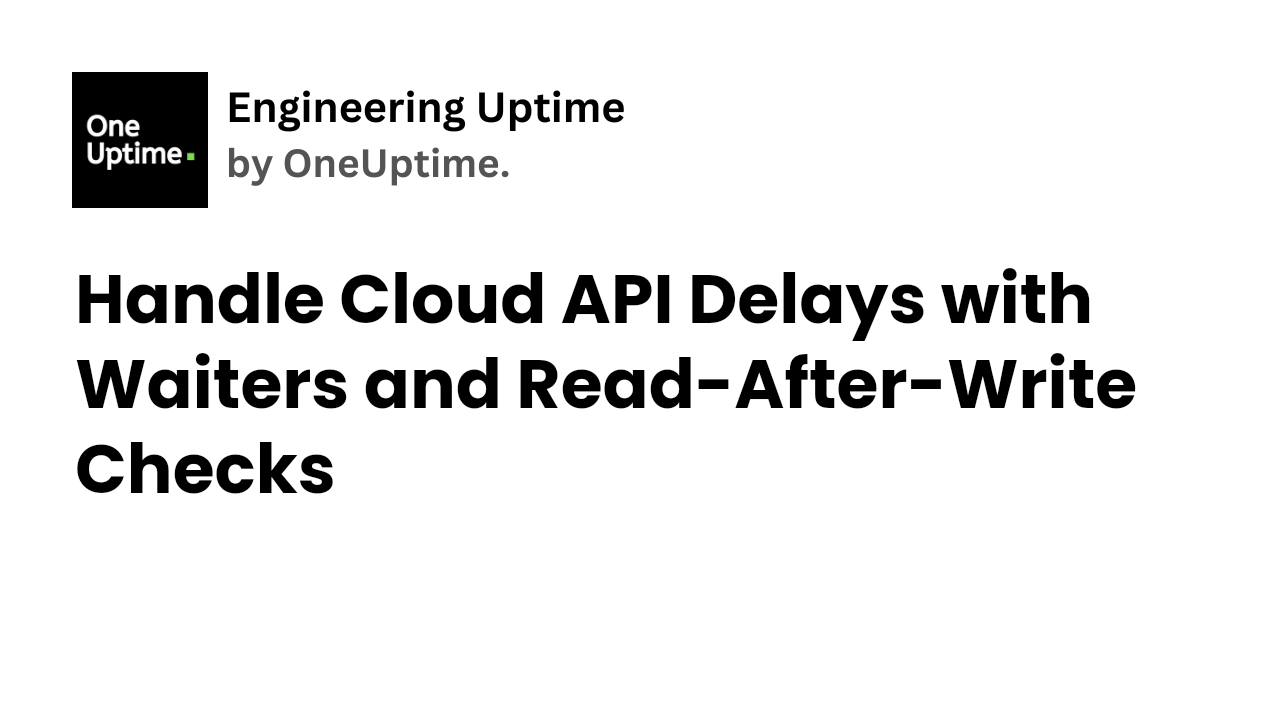 One
Uptime
Engineering Uptime
by OneUptime.
Handle Cloud API Delays with
Waiters and Read-After-Write
Checks